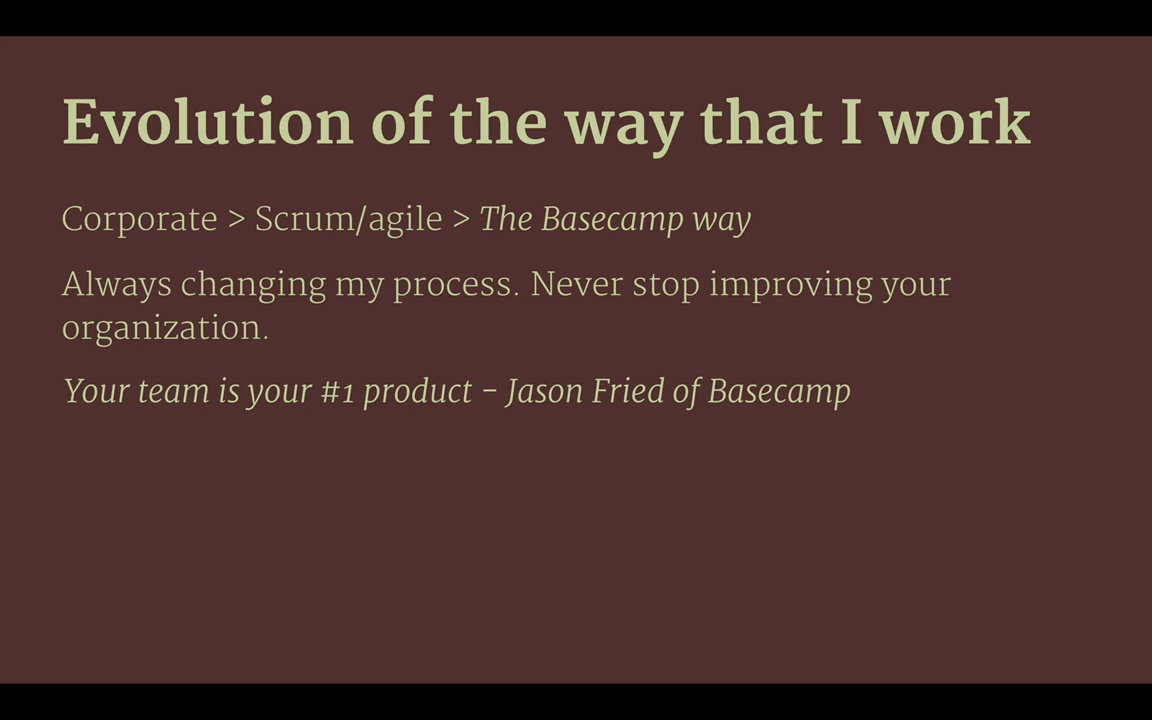 Evolution of the way that I work
Corporate > Scrum/agile > The Basecamp way
Always changing my process. Never stop improving your
organization.
Your team is your #1 product – Jason Fried of Basecamp